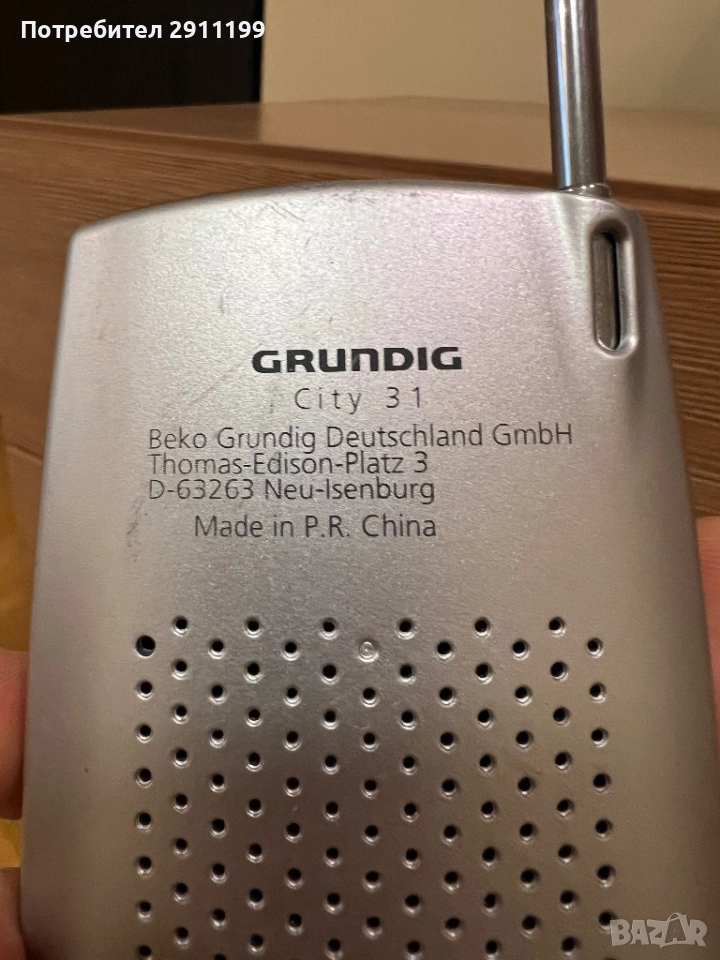 Потребител 2911199
GRUNDIG
City 31
Beko Grundig Deutschland GmbH
Thomas-Edison-Platz 3
D-63263 Neu-Isenburg
Made in P.R. China
BAZAR